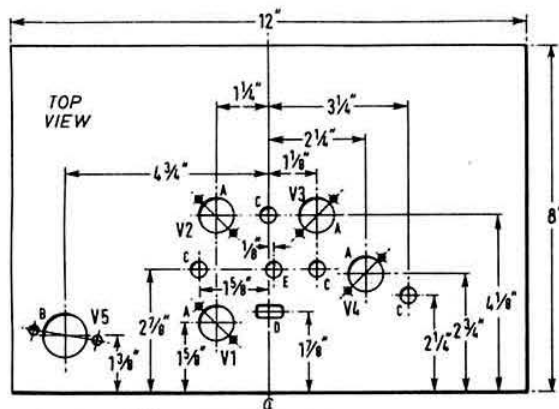 12"
TOP
VIEW
1¼"
3¼"
2¼"
4¾"
1⅛"
A
C
V3
V2
A
⅛"
A
C
E
C
1⅝"
V4
C
8"
4⅛"
B
V5
A
D
2⅞"
2¾"
2¼"
1⅜"
1⅝"
V1
1⅞"